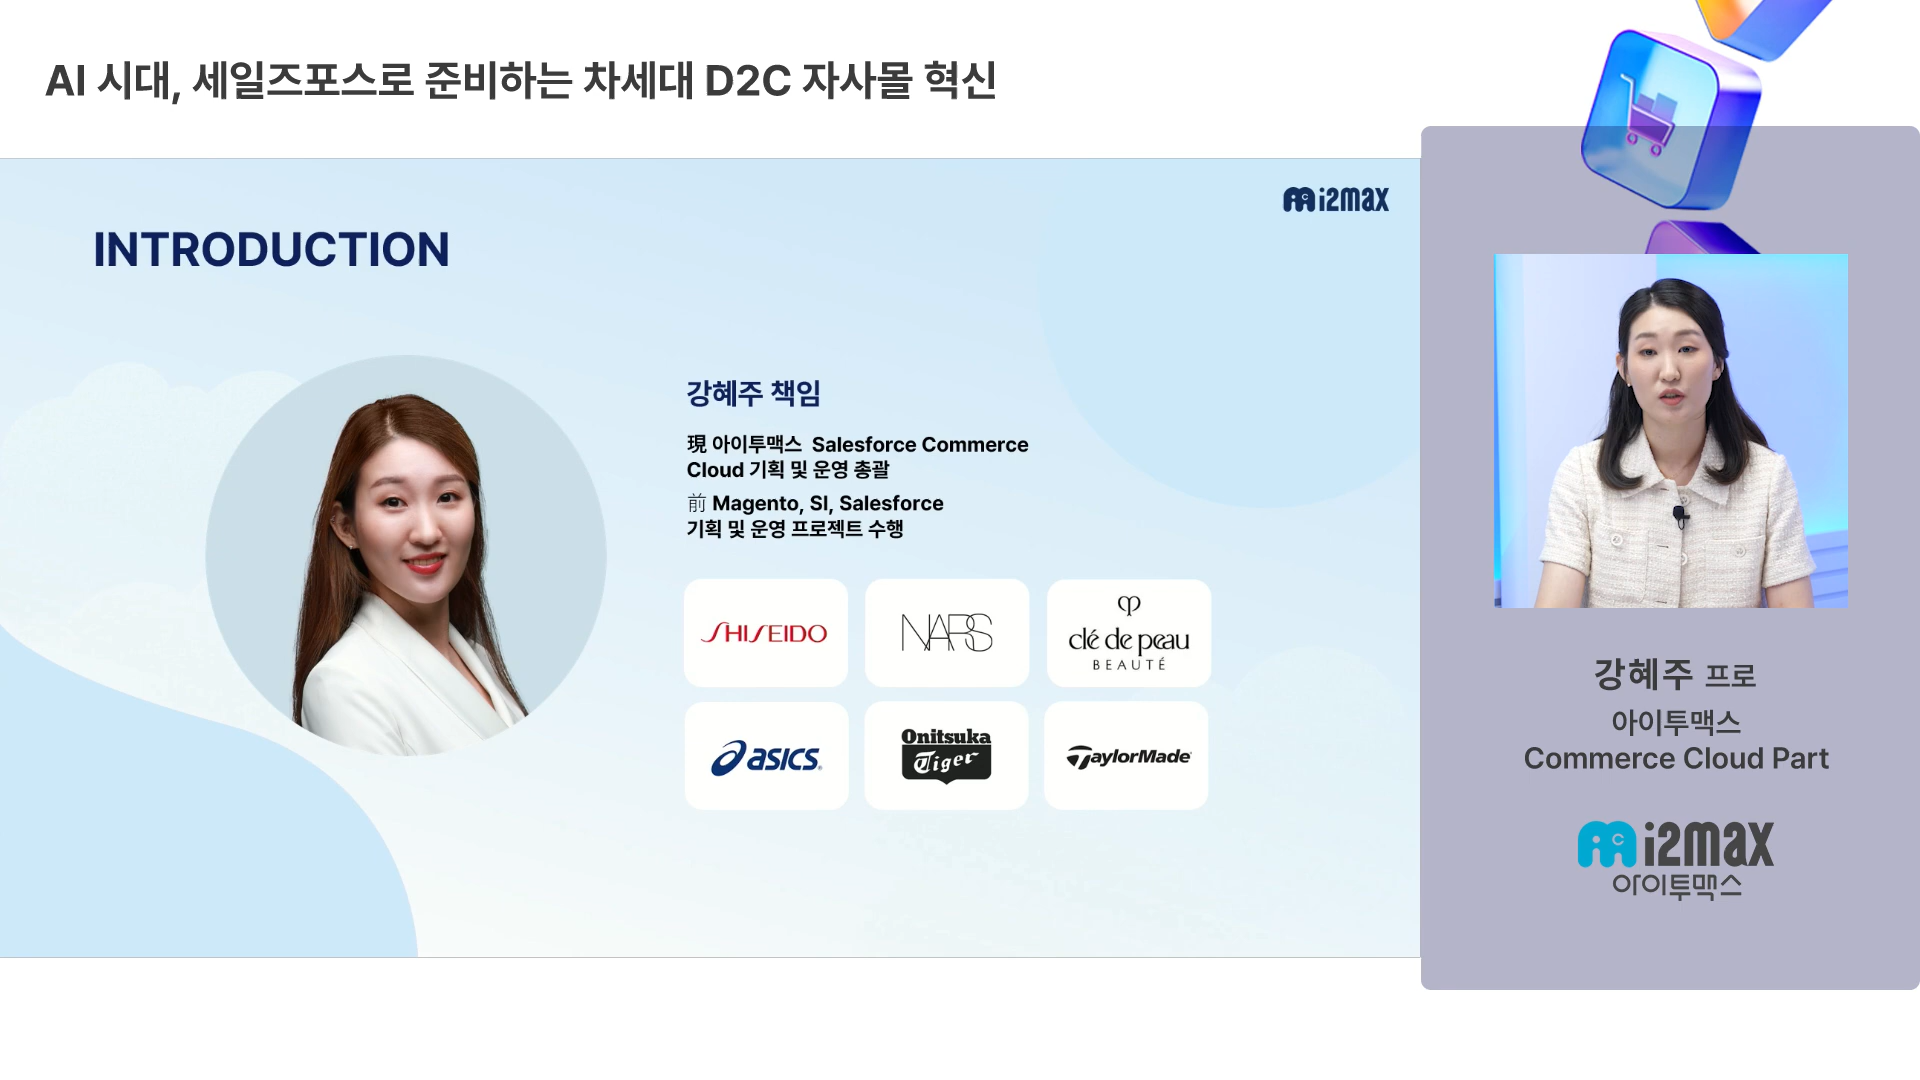 AI 시대, 세일즈포스로 준비하는 차세대 D2C 자사몰 혁신
i2max
INTRODUCTION
강혜주 책임
現 아이투맥스 Salesforce Commerce
Cloud 기획 및 운영 총괄
前 Magento, SI, Salesforce
기획 및 운영 프로젝트 수행
SHISEIDO
NARS
clé de peau
BEAUTÉ
asics
Onitsuka
Tiger
TaylorMade
강혜주 프로
아이투맥스
Commerce Cloud Part
i2max
아이투맥스